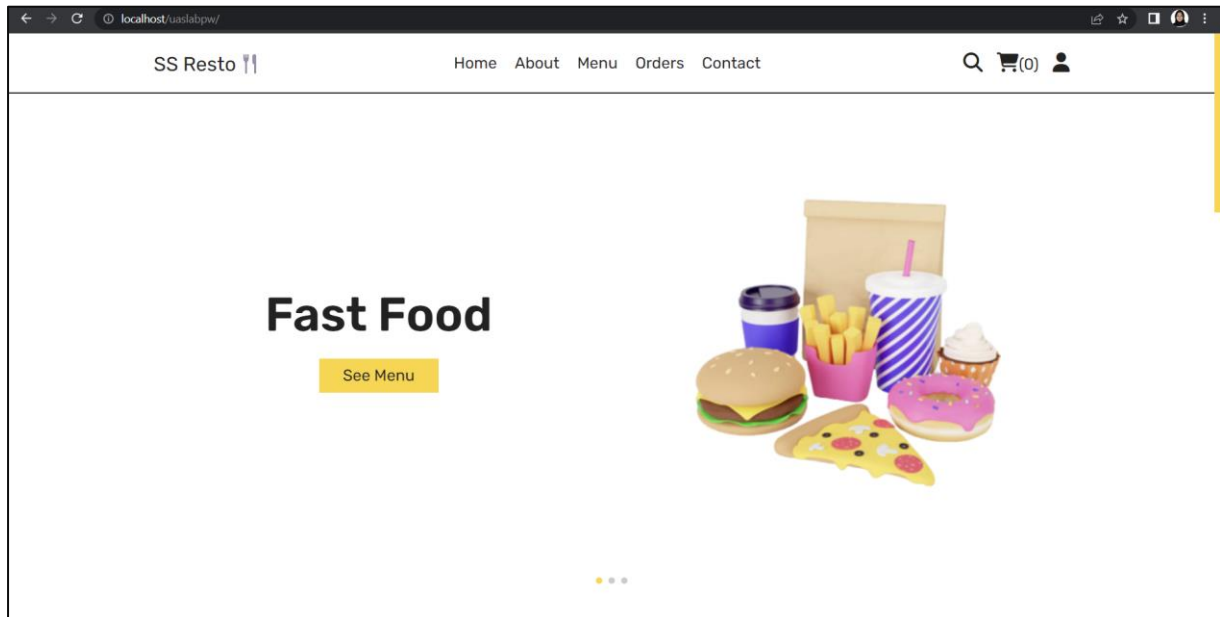 localhost/uaslabpw/
SS Resto
Home About Menu Orders Contact
(0)
Fast Food
See Menu